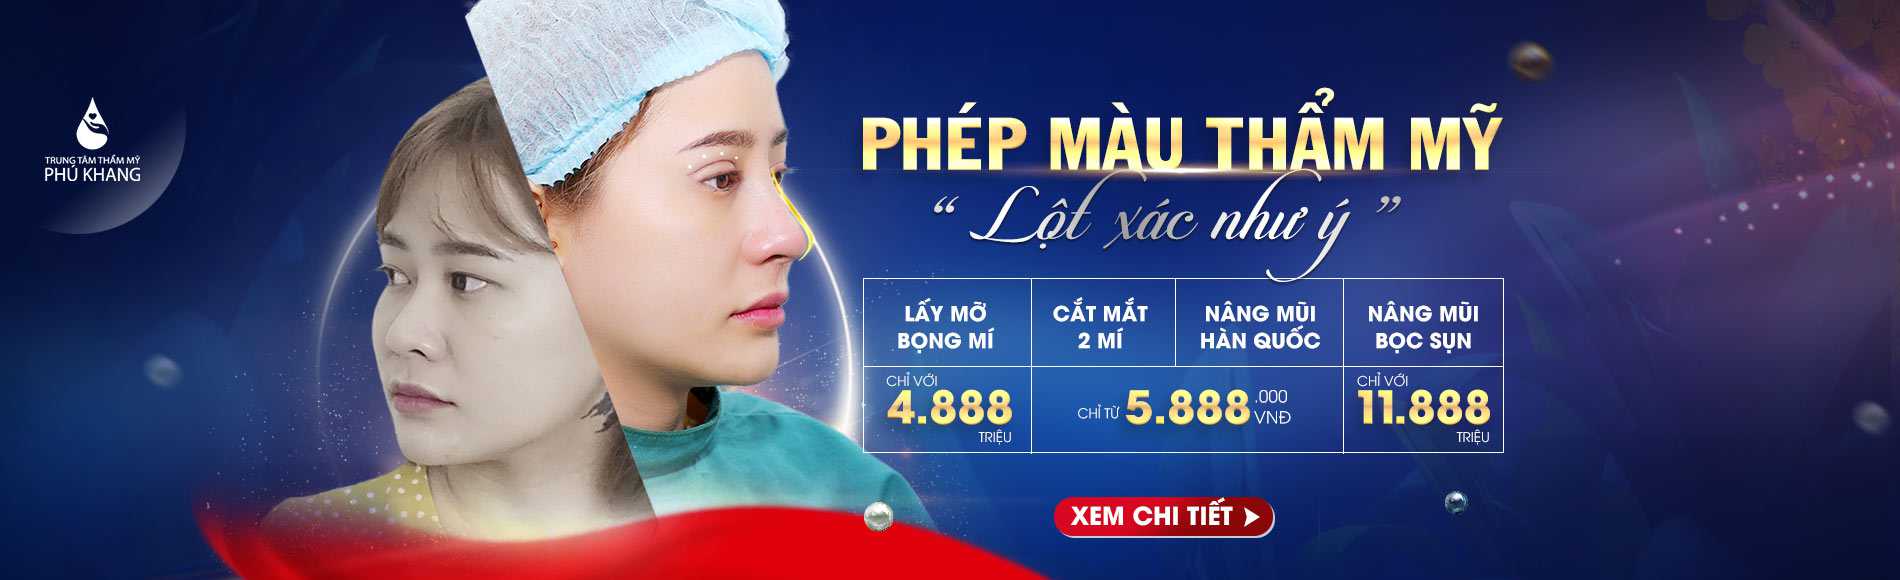 TRUNG TÂM THẨM MỸ
PHÚ KHANG
PHÉP MÀU THẨM MỸ
“ Lột xác như ý ”
LẤY MỠ
BỌNG MÍ
CẮT MẮT
2 MÍ
NÂNG MŨI
HÀN QUỐC
NÂNG MŨI
BỌC SỤN
CHỈ VỚI
4.888
TRIỆU
CHỈ TỪ 5.888.000
VNĐ
CHỈ VỚI
11.888
TRIỆU
XEM CHI TIẾT